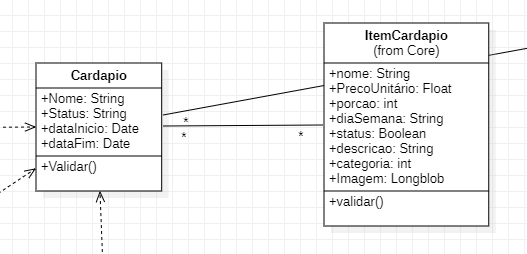 Cardapio
+Nome: String
+Status: String
+dataInicio: Date
+dataFim: Date
+Validar()
*
*
*
ItemCardapio
(from Core)
+nome: String
+PrecoUnitário: Float
+porcao: int
+diaSemana: String
+status: Boolean
+descricao: String
+categoria: int
+Imagem: Longblob
+validar()